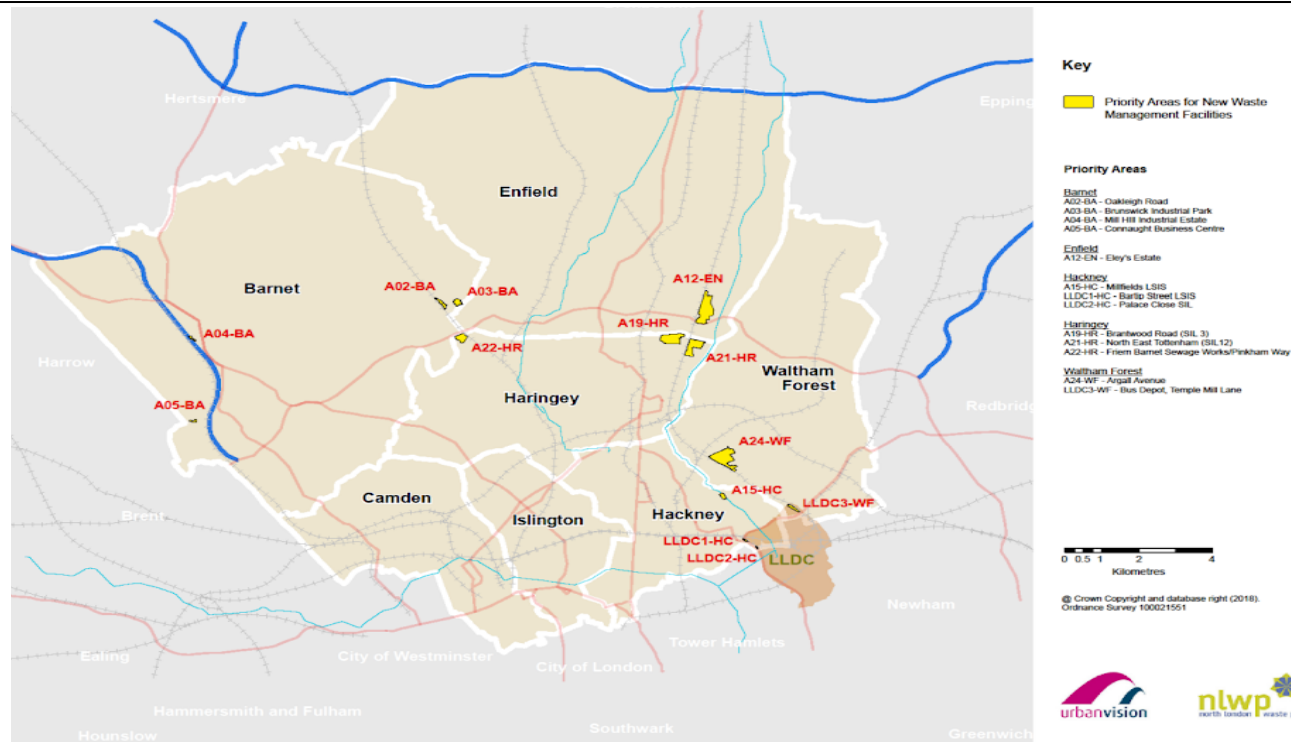 Hertsmere
Epping
Enfield
Barnet
A02-BA
A03-BA
A12-EN
A04-BA
A19-HR
A22-HR
A21-HR
Harrow
Waltham
Forest
Haringey
A05-BA
Redbridg
A24-WF
Camden
A15-HC
LLDC3-WF
Brent
Islington
Hackney
LLDC1-HC
LLDC2-HC
LLDC
Newham
Tower Hamlets
Ealing
City of Westminster
City of London
Hammersmith and Fulham
Southwark
Hounslow
Greenwich
Key
Priority Areas for New Waste
Management Facilities
Priority Areas
Barnet
A02-BA - Oakleigh Road
A03-BA - Brunswick Industrial Park
A04-BA - Mill Hill Industrial Estate
A05-BA - Connaught Business Centre
Enfield
A12-EN - Eley's Estate
Hackney
A15-HC - Millfields LSIS
LLDC1-HC - Bartip Street LSIS
LLDC2-HC - Palace Close SIL
Haringey
A19-HR - Brantwood Road (SIL 3)
A21-HR - North East Tottenham (SIL12)
A22-HR - Friern Barnet Sewage Works/Pinkham Way
Waltham Forest
A24-WF - Argall Avenue
LLDC3-WF - Bus Depot, Temple Mill Lane
0 0.5 1 2 4
Kilometres
@ Crown Copyright and database right (2018).
Ordnance Survey 100021551
urbanvision
nlwp
north london waste